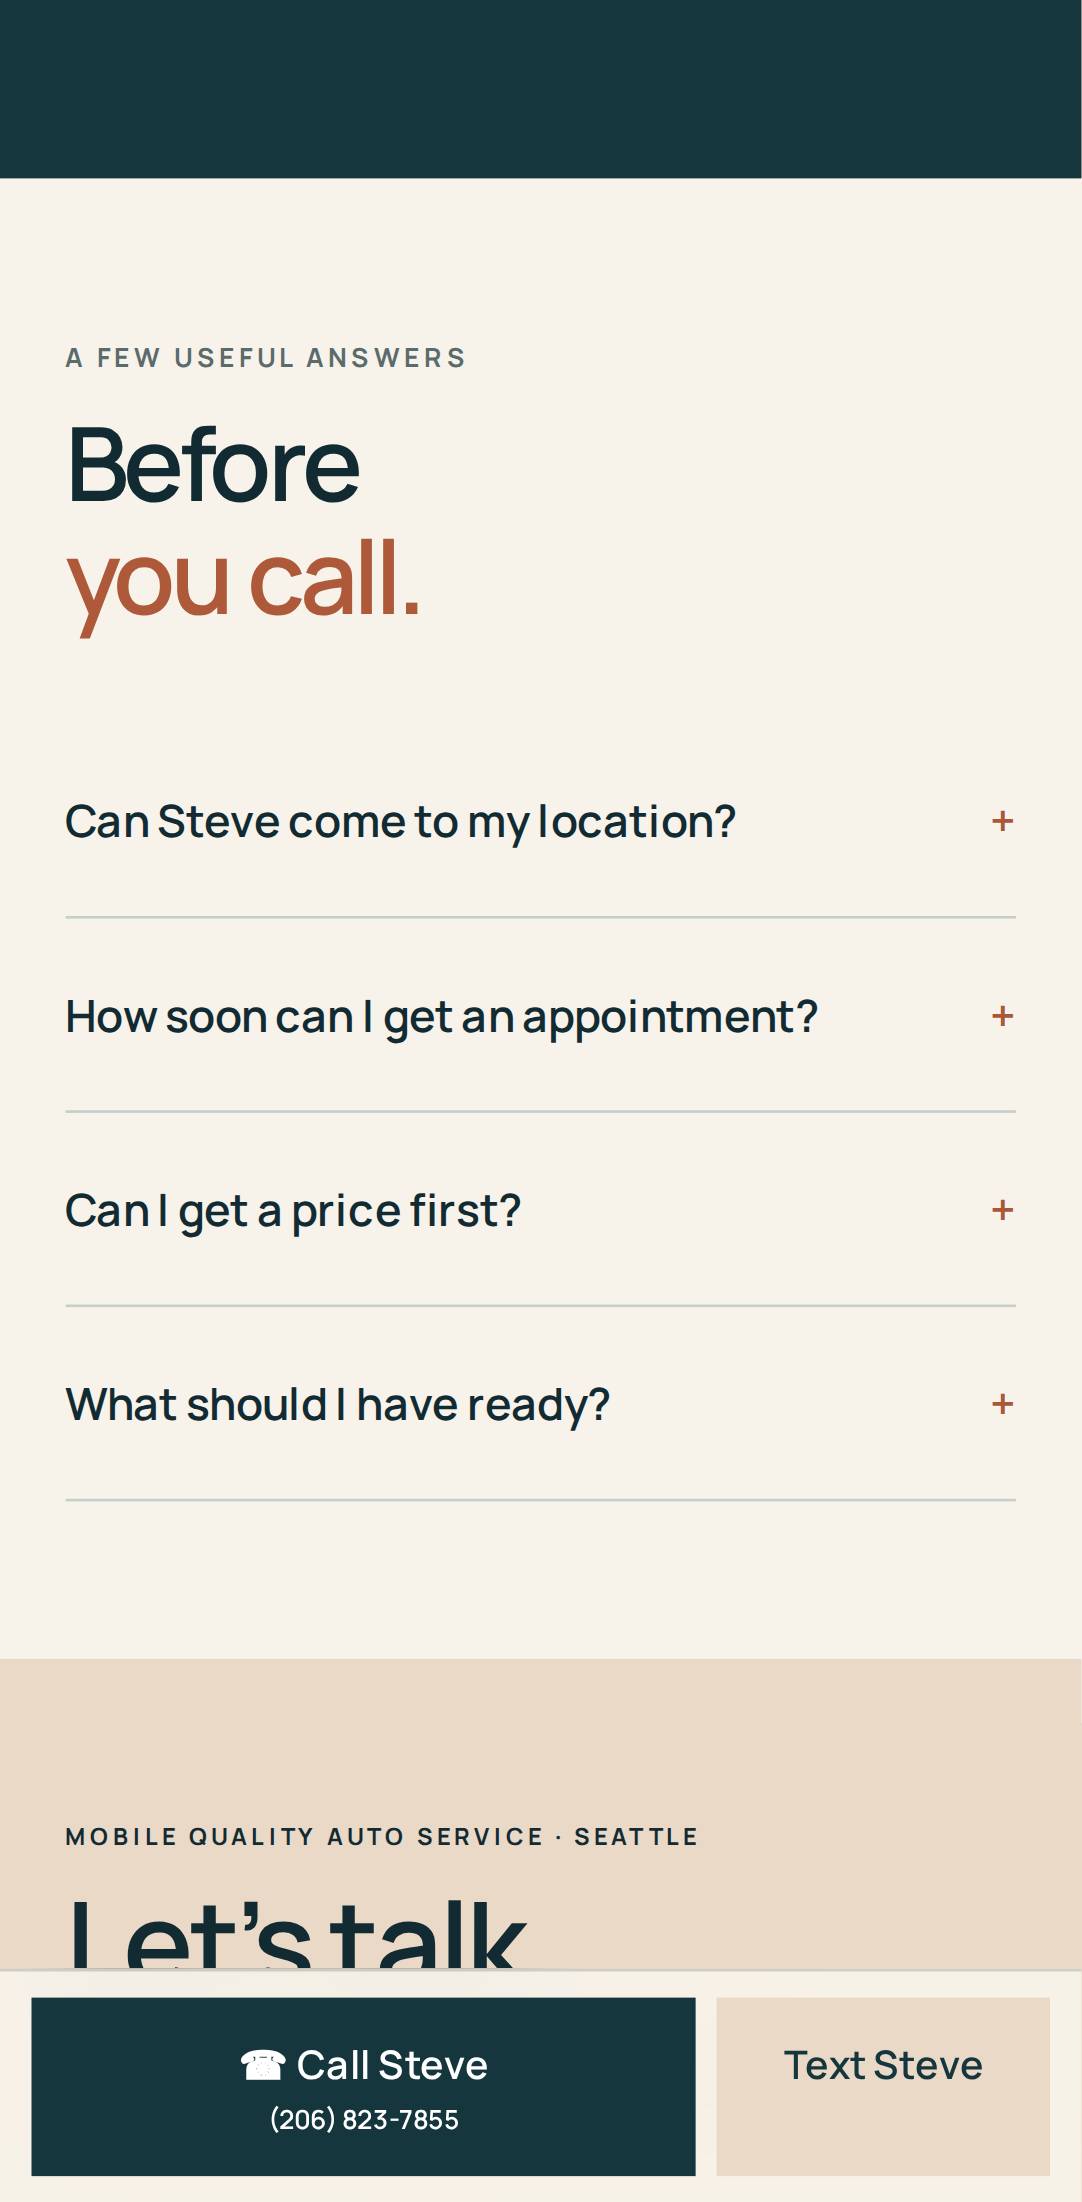 A FEW USEFUL ANSWERS
Before
you call.
Can Steve come to my location? +
How soon can I get an appointment? +
Can I get a price first? +
What should I have ready? +
MOBILE QUALITY AUTO SERVICE · SEATTLE
Let’s talk
☎ Call Steve
(206) 823-7855
Text Steve